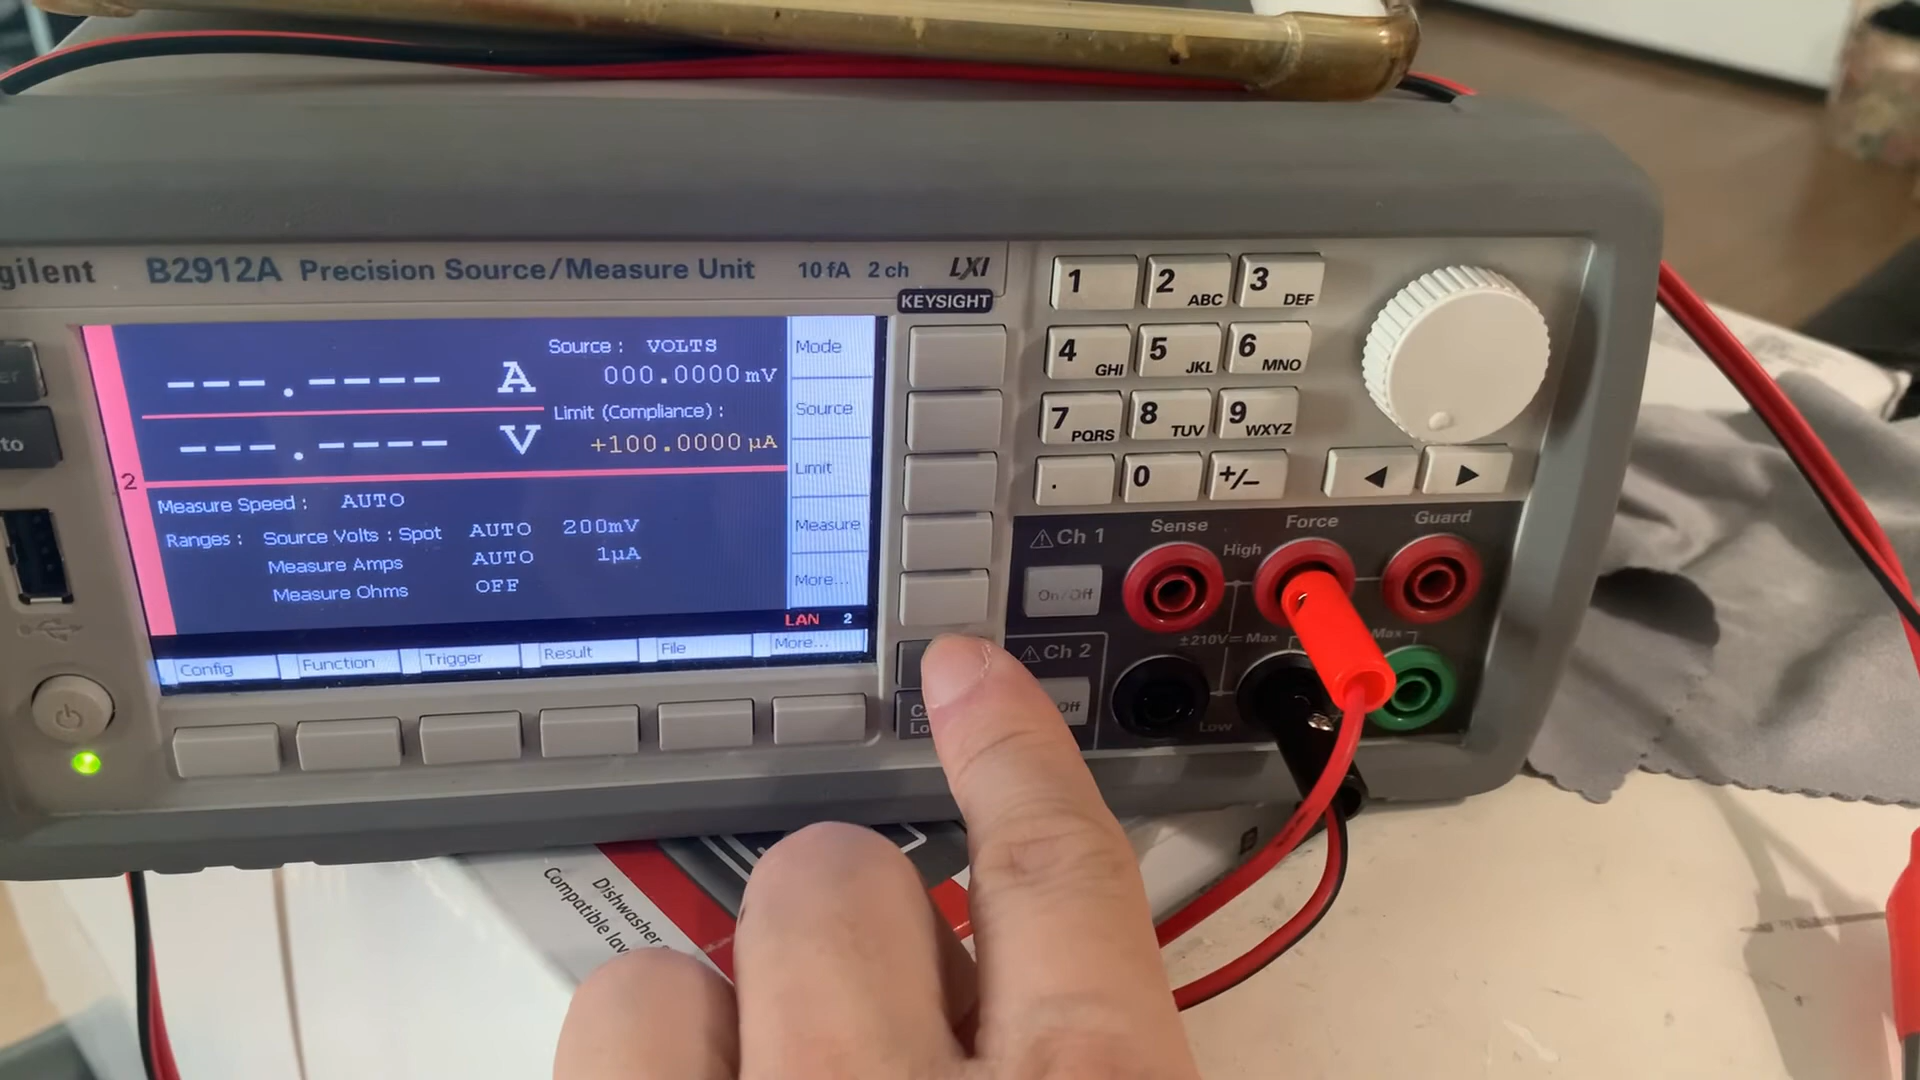 gilent B2912A Precision Source/Measure Unit 10 fA 2 ch LXI
KEYSIGHT
---.---- A
---.---- V
Source : VOLTS
000.0000 mV
Limit (Compliance) :
+100.0000 µA
2
Measure Speed : AUTO
Ranges : Source Volts : Spot AUTO 200mV
Measure Amps AUTO 1µA
Measure Ohms OFF
LAN 2
Mode
Source
Limit
Measure
More...
Config Function Trigger Result File More...
1 2 ABC 3 DEF
4 GHI 5 JKL 6 MNO
7 PQRS 8 TUV 9 WXYZ
. 0 +/-
Ch 1
On/Off
Ch 2
Off
Sense Force Guard
High
±210V Max
Max
Low
Dishwasher
Compatible